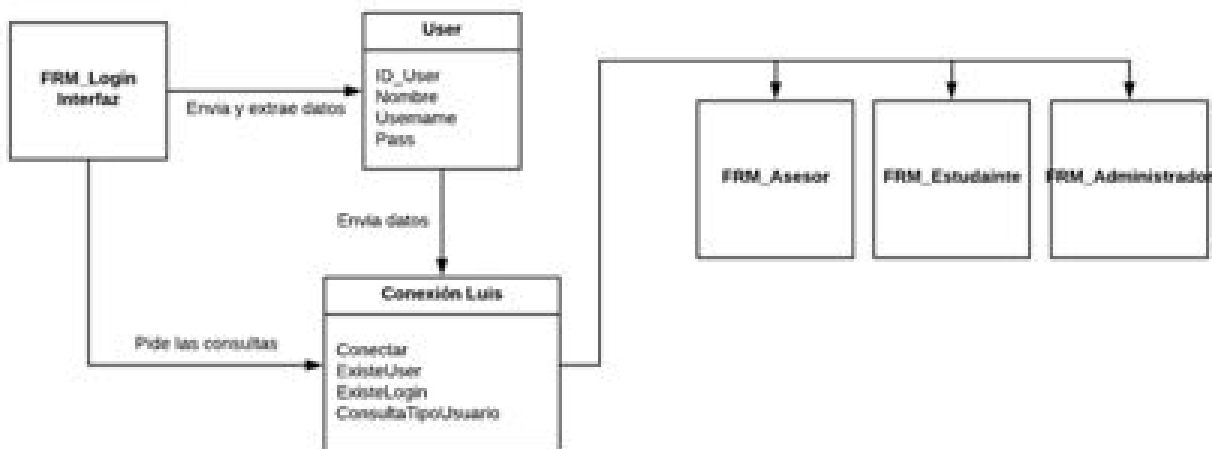 FRM_Login
Interfaz
Envia y extrae datos
User
ID_User
Nombre
Username
Pass
Envia datos
Pide las consultas
Conexión Luis
Conectar
ExisteUser
ExisteLogin
ConsultaTipoUsuario
FRM_Asesor
FRM_Estudainte
FRM_Administrador